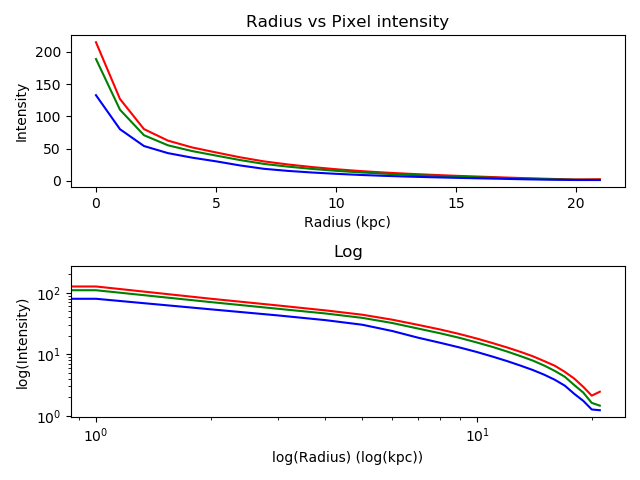 Radius vs Pixel intensity
200
150
100
50
0
Intensity
0 5 10 15 20
Radius (kpc)
Log
10²
10¹
10⁰
log(Intensity)
10⁰ 10¹
log(Radius) (log(kpc))